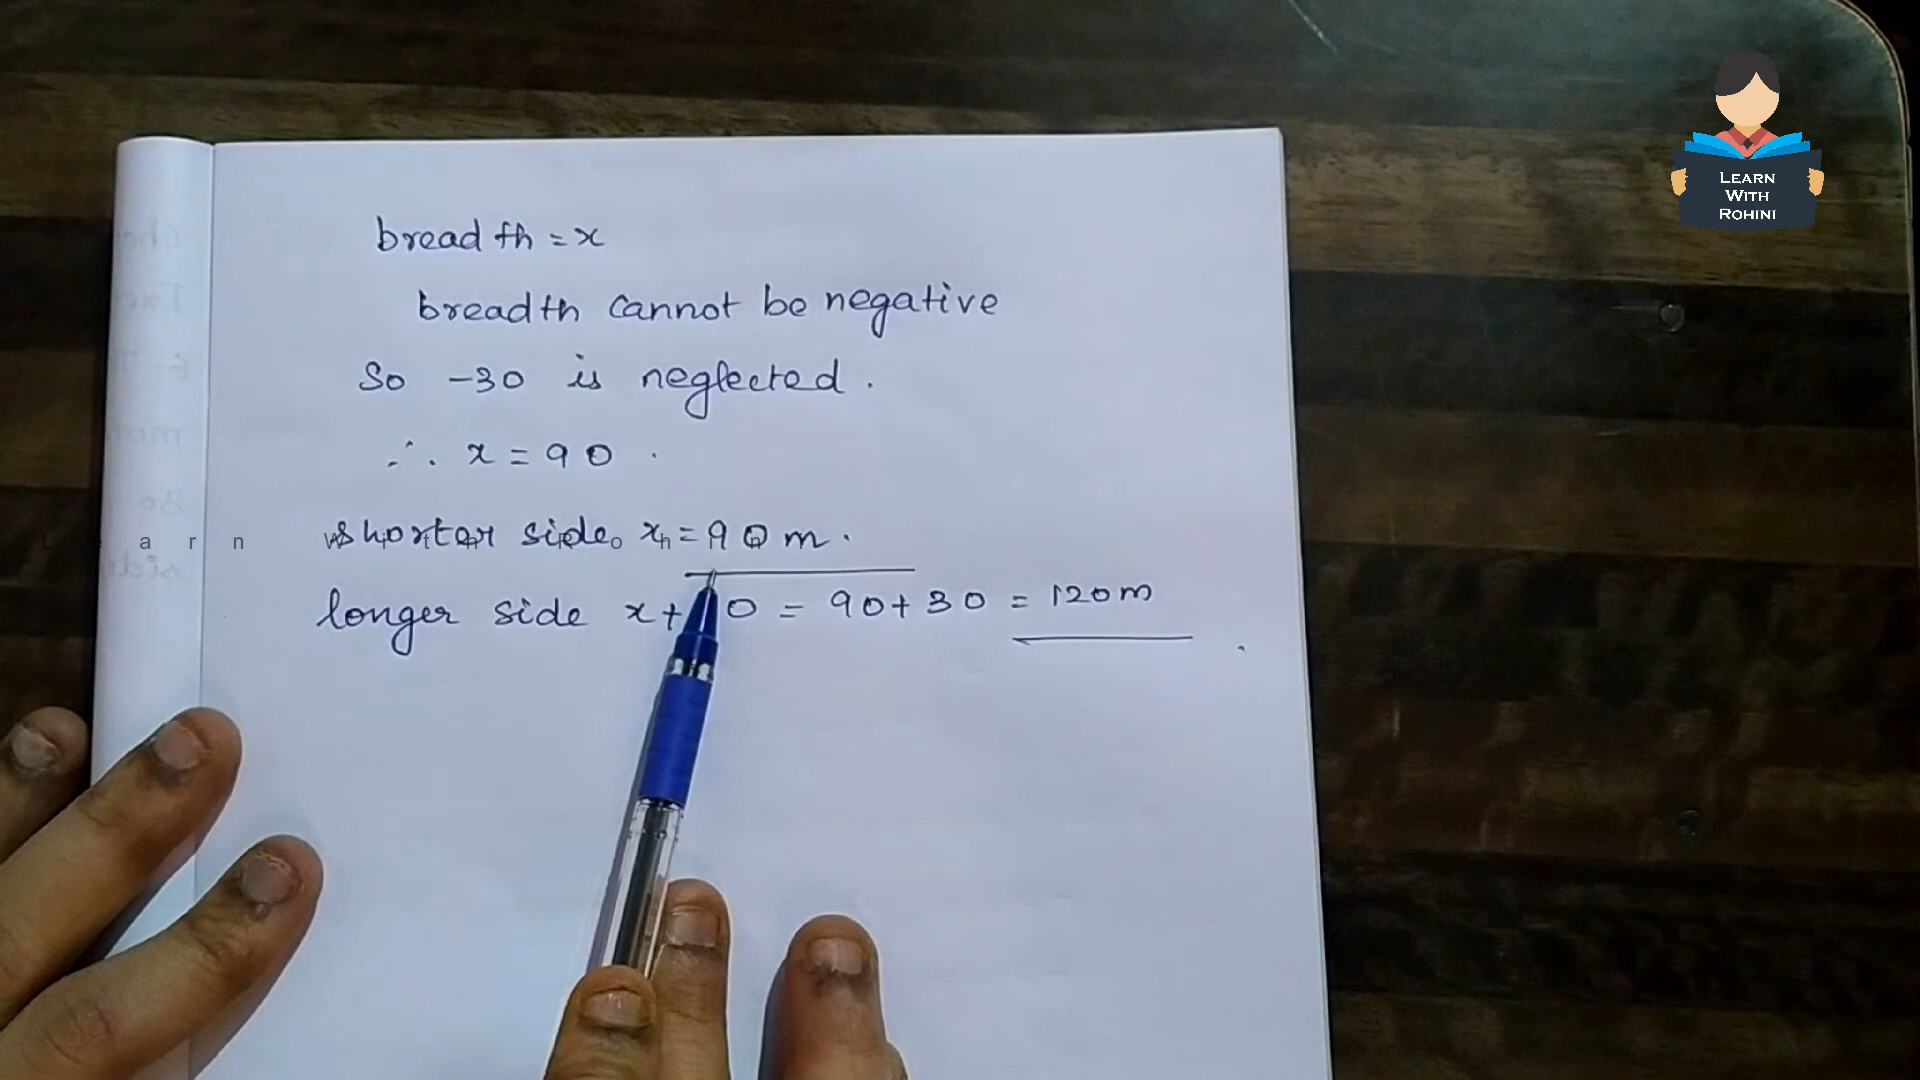 breadth = x
breadth cannot be negative
So -30 is neglected.
∴ x = 90.
shorter side x = 90 m.
longer side x + 0 = 90 + 30 = 120m
LEARN
WITH
ROHINI